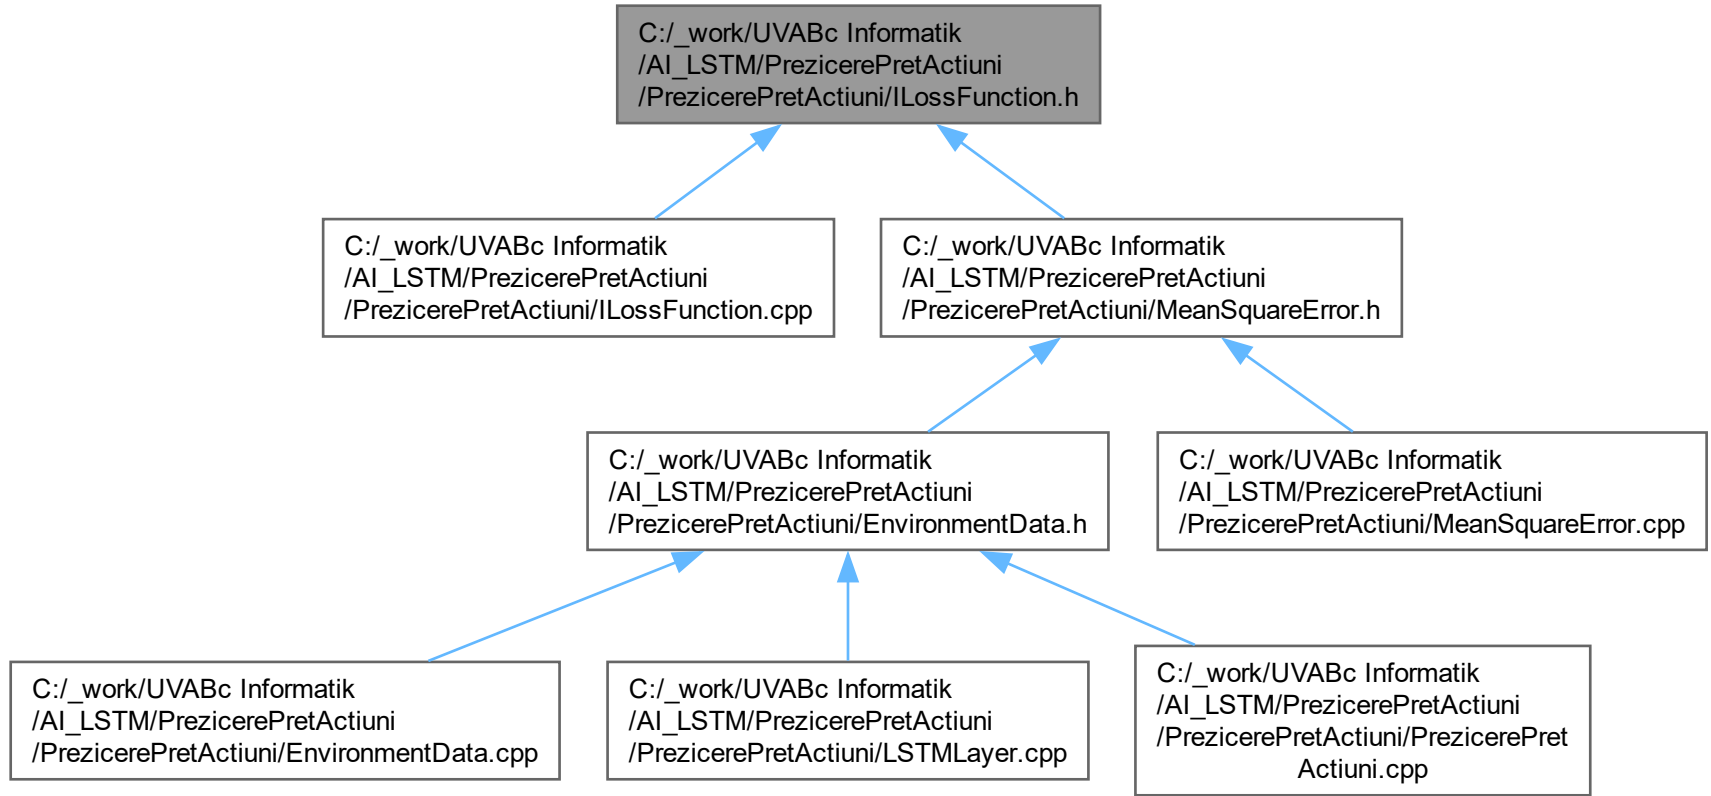 C:/_work/UVABc Informatik
/AI_LSTM/PrezicerePretActiuni
/PrezicerePretActiuni/ILossFunction.h
C:/_work/UVABc Informatik
/AI_LSTM/PrezicerePretActiuni
/PrezicerePretActiuni/ILossFunction.cpp
C:/_work/UVABc Informatik
/AI_LSTM/PrezicerePretActiuni
/PrezicerePretActiuni/MeanSquareError.h
C:/_work/UVABc Informatik
/AI_LSTM/PrezicerePretActiuni
/PrezicerePretActiuni/EnvironmentData.h
C:/_work/UVABc Informatik
/AI_LSTM/PrezicerePretActiuni
/PrezicerePretActiuni/MeanSquareError.cpp
C:/_work/UVABc Informatik
/AI_LSTM/PrezicerePretActiuni
/PrezicerePretActiuni/EnvironmentData.cpp
C:/_work/UVABc Informatik
/AI_LSTM/PrezicerePretActiuni
/PrezicerePretActiuni/LSTMLayer.cpp
C:/_work/UVABc Informatik
/AI_LSTM/PrezicerePretActiuni
/PrezicerePretActiuni/PrezicerePret
Actiuni.cpp